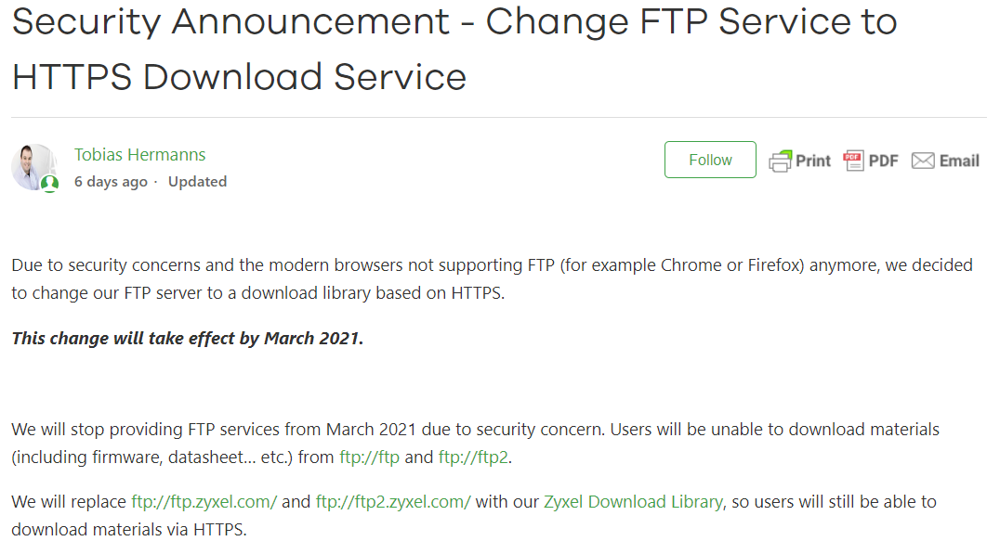 Security Announcement - Change FTP Service to
HTTPS Download Service
Tobias Hermanns
6 days ago · Updated
Follow
Print
PDF
PDF
Email
Due to security concerns and the modern browsers not supporting FTP (for example Chrome or Firefox) anymore, we decided
to change our FTP server to a download library based on HTTPS.
This change will take effect by March 2021.
We will stop providing FTP services from March 2021 due to security concern. Users will be unable to download materials
(including firmware, datasheet... etc.) from ftp://ftp and ftp://ftp2.
We will replace ftp://ftp.zyxel.com/ and ftp://ftp2.zyxel.com/ with our Zyxel Download Library, so users will still be able to
download materials via HTTPS.